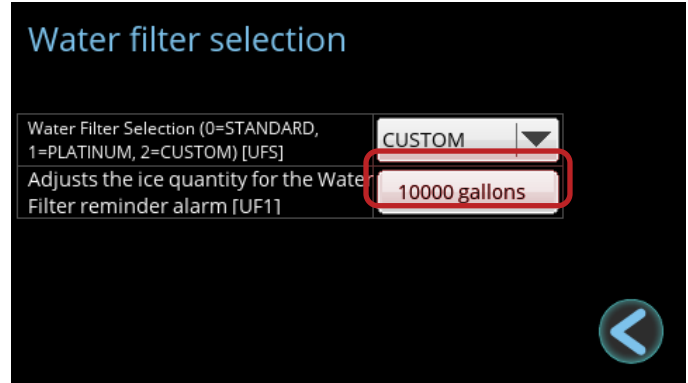 Water filter selection
Water Filter Selection (0=STANDARD,
1=PLATINUM, 2=CUSTOM) [UFS]
CUSTOM
Adjusts the ice quantity for the Water
Filter reminder alarm [UF1]
10000 gallons